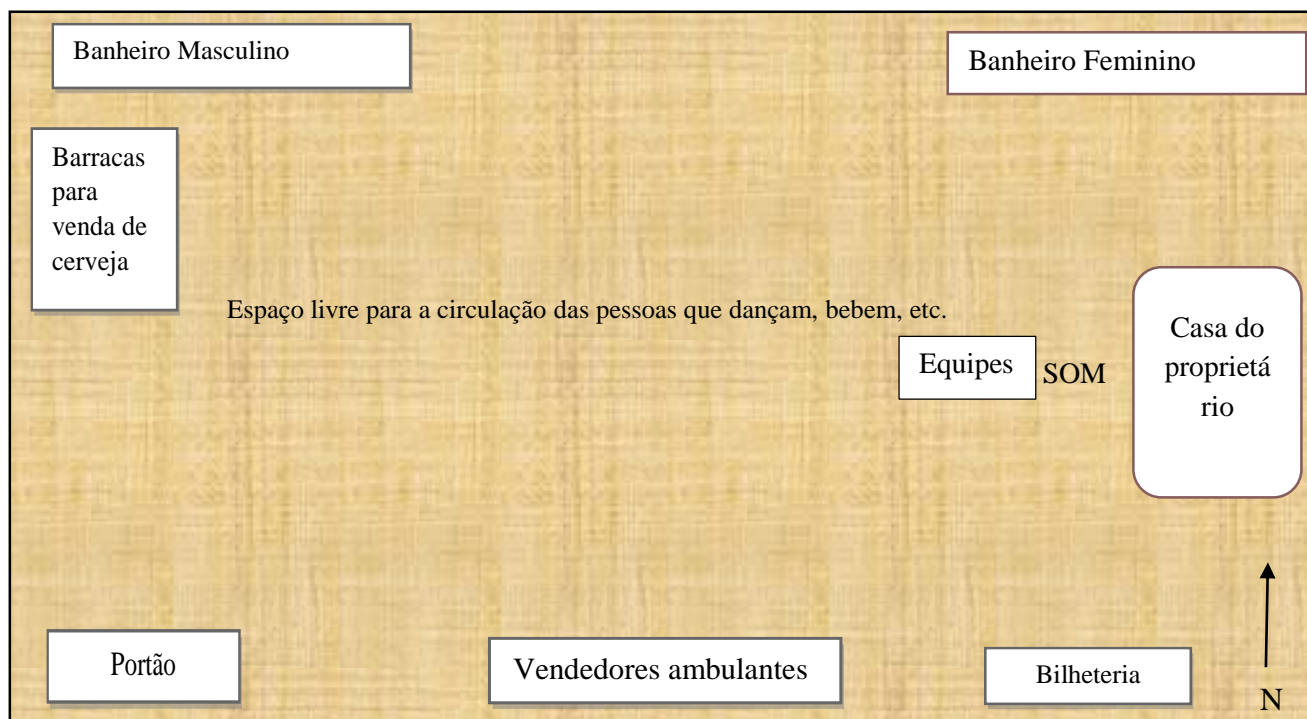 Banheiro Masculino
Banheiro Feminino
Barracas
para
venda de
cerveja
Espaço livre para a circulação das pessoas que dançam, bebem, etc.
Equipes
SOM
Casa do
proprietá
rio
Portão
Vendedores ambulantes
Bilheteria
N